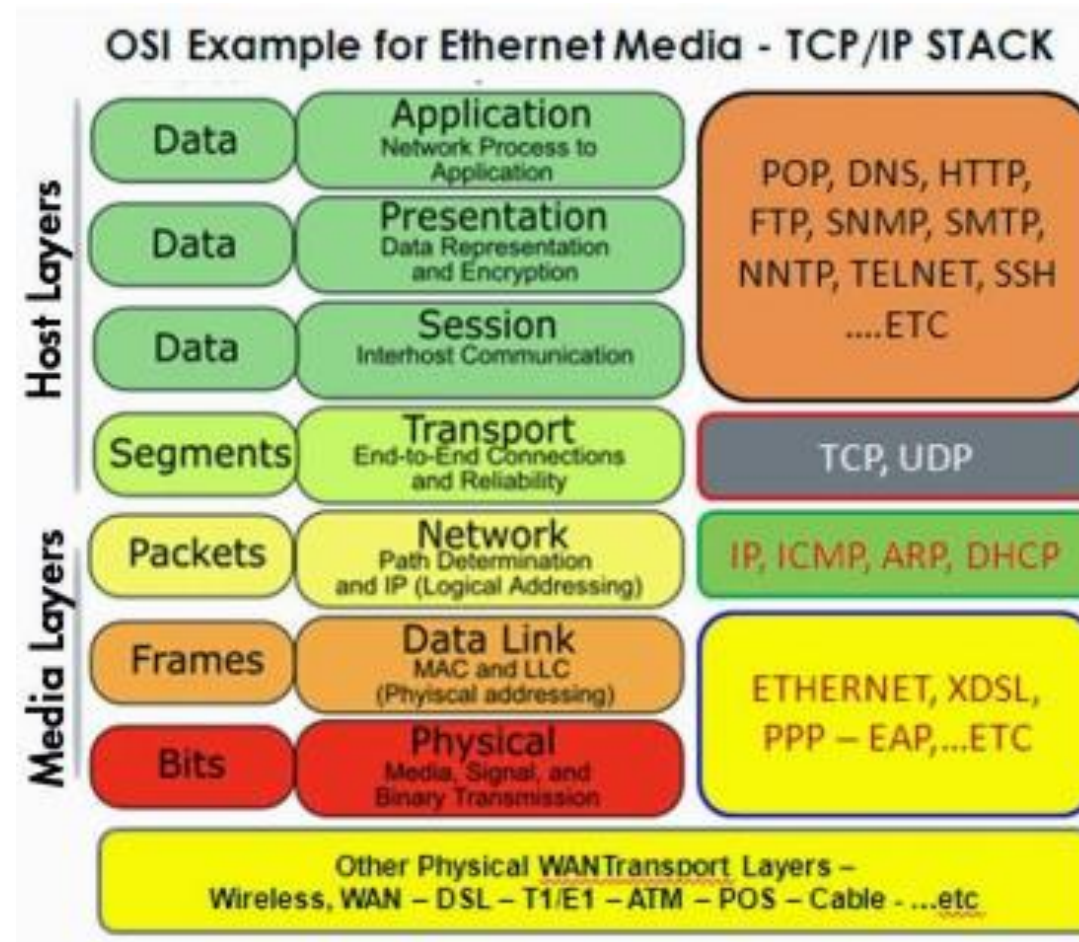 OSI Example for Ethernet Media - TCP/IP STACK
Host Layers
Data
Application
Network Process to
Application
Data
Presentation
Data Representation
and Encryption
Data
Session
Interhost Communication
POP, DNS, HTTP,
FTP, SNMP, SMTP,
NNTP, TELNET, SSH
....ETC
Segments
Transport
End-to-End Connections
and Reliability
TCP, UDP
Media Layers
Packets
Network
Path Determination
and IP (Logical Addressing)
IP, ICMP, ARP, DHCP
Frames
Data Link
MAC and LLC
(Phyiscal addressing)
Bits
Physical
Media, Signal, and
Binary Transmission
ETHERNET, XDSL,
PPP – EAP,...ETC
Other Physical WANTransport Layers –
Wireless, WAN – DSL – T1/E1 – ATM – POS – Cable - ...etc